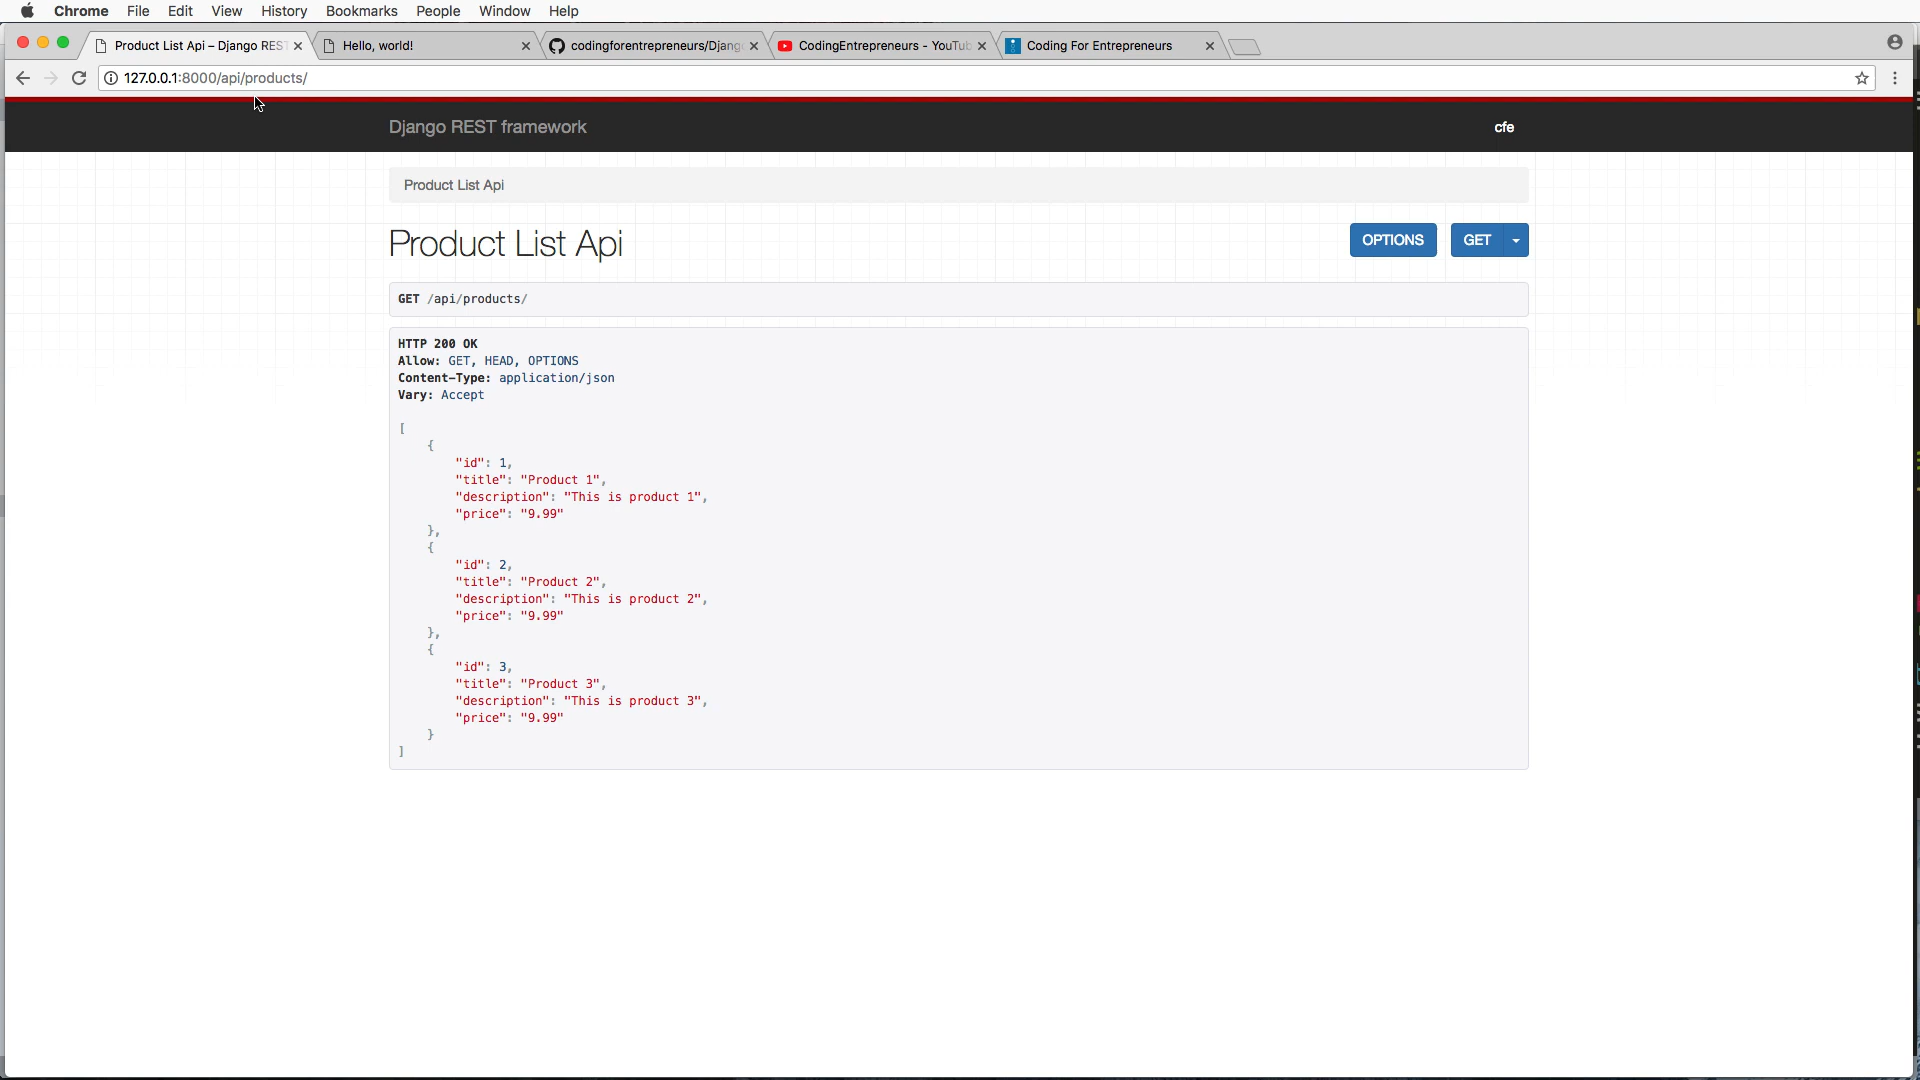 Chrome File Edit View History Bookmarks People Window Help
Product List Api – Django REST
Hello, world!
codingforentrepreneurs/Django
CodingEntrepreneurs - YouTub
Coding For Entrepreneurs
127.0.0.1:8000/api/products/
Django REST framework
cfe
Product List Api
Product List Api
OPTIONS
GET
GET /api/products/
HTTP 200 OK
Allow: GET, HEAD, OPTIONS
Content-Type: application/json
Vary: Accept
[
{
"id": 1,
"title": "Product 1",
"description": "This is product 1",
"price": "9.99"
},
{
"id": 2,
"title": "Product 2",
"description": "This is product 2",
"price": "9.99"
},
{
"id": 3,
"title": "Product 3",
"description": "This is product 3",
"price": "9.99"
}
]